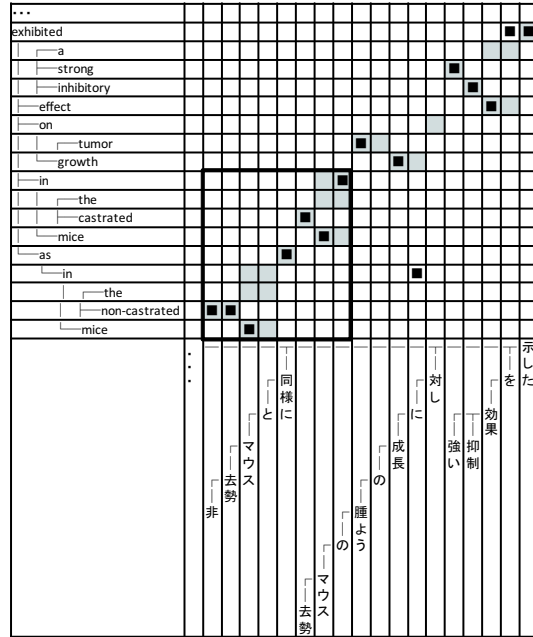 ...
exhibited
a
strong
inhibitory
effect
on
tumor
growth
in
the
castrated
mice
as
in
the
non-castrated
mice
...
非
去勢
マウス
と
同様に
去勢
マウス
の
腫よう
の
成長
に
対し
強い
抑制
効果
を
示した